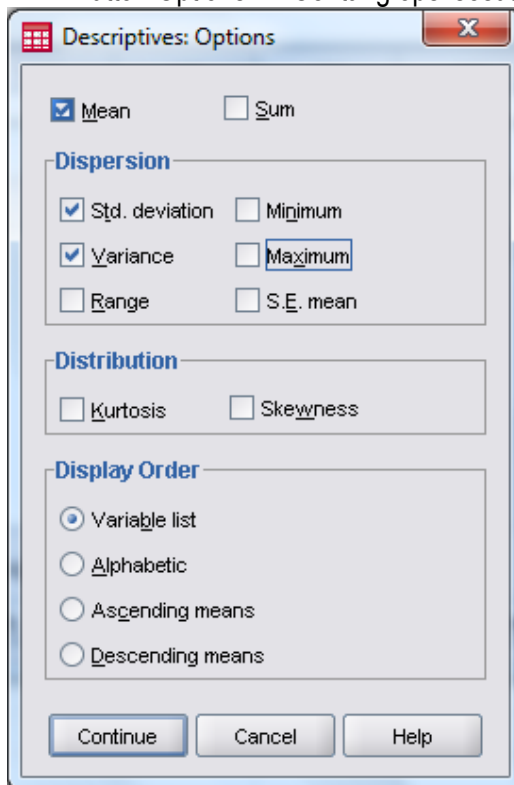 Descriptives: Options
Mean Sum
Dispersion
Std. deviation Minimum
Variance Maximum
Range S.E. mean
Distribution
Kurtosis Skewness
Display Order
Variable list
Alphabetic
Ascending means
Descending means
Continue Cancel Help